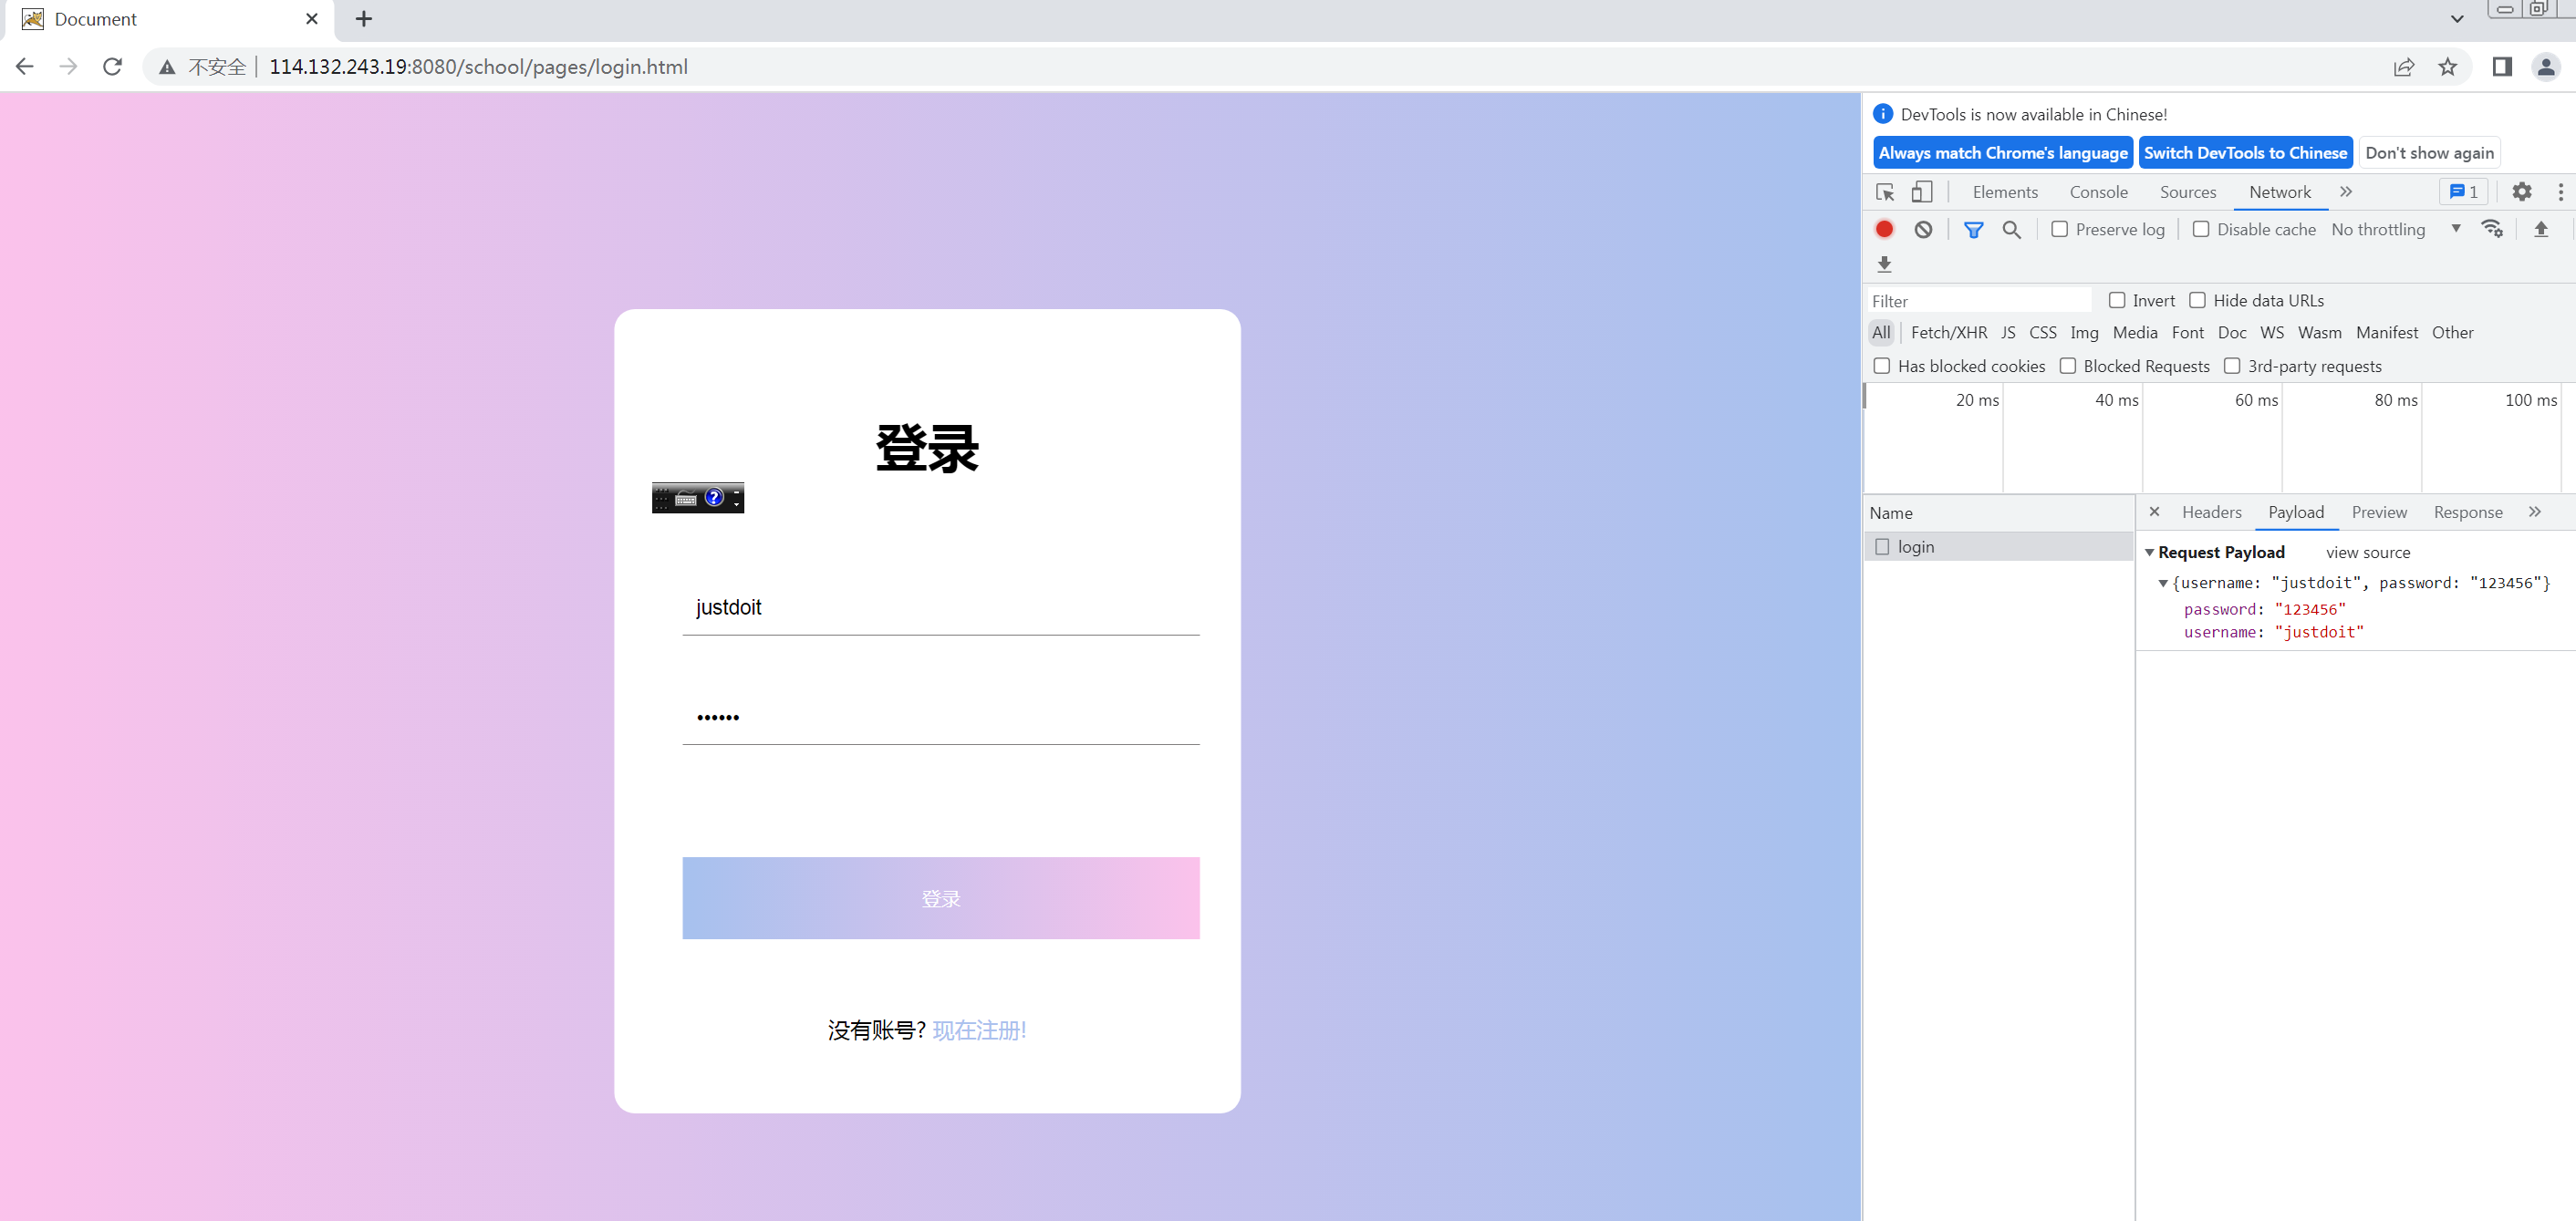 Document
不安全 114.132.243.19:8080/school/pages/login.html
登录
justdoit
••••••
登录
没有账号? 现在注册!
DevTools is now available in Chinese!
Always match Chrome's language Switch DevTools to Chinese Don't show again
Elements Console Sources Network 1
Preserve log Disable cache No throttling
Filter Invert Hide data URLs
All Fetch/XHR JS CSS Img Media Font Doc WS Wasm Manifest Other
Has blocked cookies Blocked Requests 3rd-party requests
20 ms 40 ms 60 ms 80 ms 100 ms
Name
login
Headers Payload Preview Response
Request Payload view source
{username: "justdoit", password: "123456"}
password: "123456"
username: "justdoit"